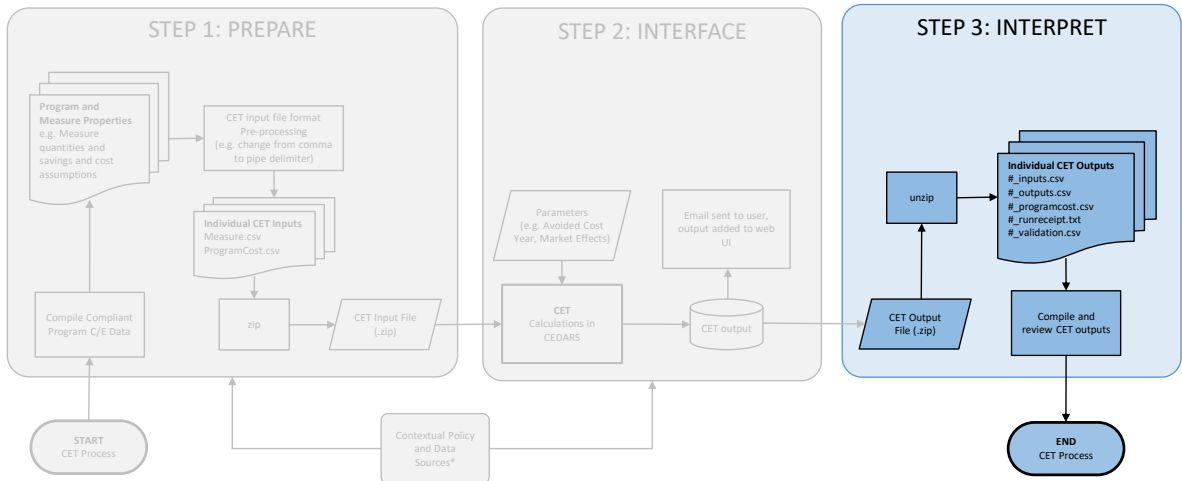 STEP 1: PREPARE
Program and
Measure Properties
e.g. Measure
quantities and
savings and cost
assumptions
CET input file format
Pre-processing
(e.g. change from comma
to pipe delimiter)
Individual CET Inputs
Measure.csv
ProgramCost.csv
Compile Compliant
Program C/E Data
zip
CET Input File
(.zip)
START
CET Process
STEP 2: INTERFACE
Parameters
(e.g. Avoided Cost
Year, Market Effects)
Email sent to user,
output added to web
UI
CET
Calculations in
CEDARS
CET output
Contextual Policy
and Data
Sources*
STEP 3: INTERPRET
unzip
Individual CET Outputs
#_inputs.csv
#_outputs.csv
#_programcost.csv
#_runreceipt.txt
#_validation.csv
CET Output
File (.zip)
Compile and
review CET outputs
END
CET Process